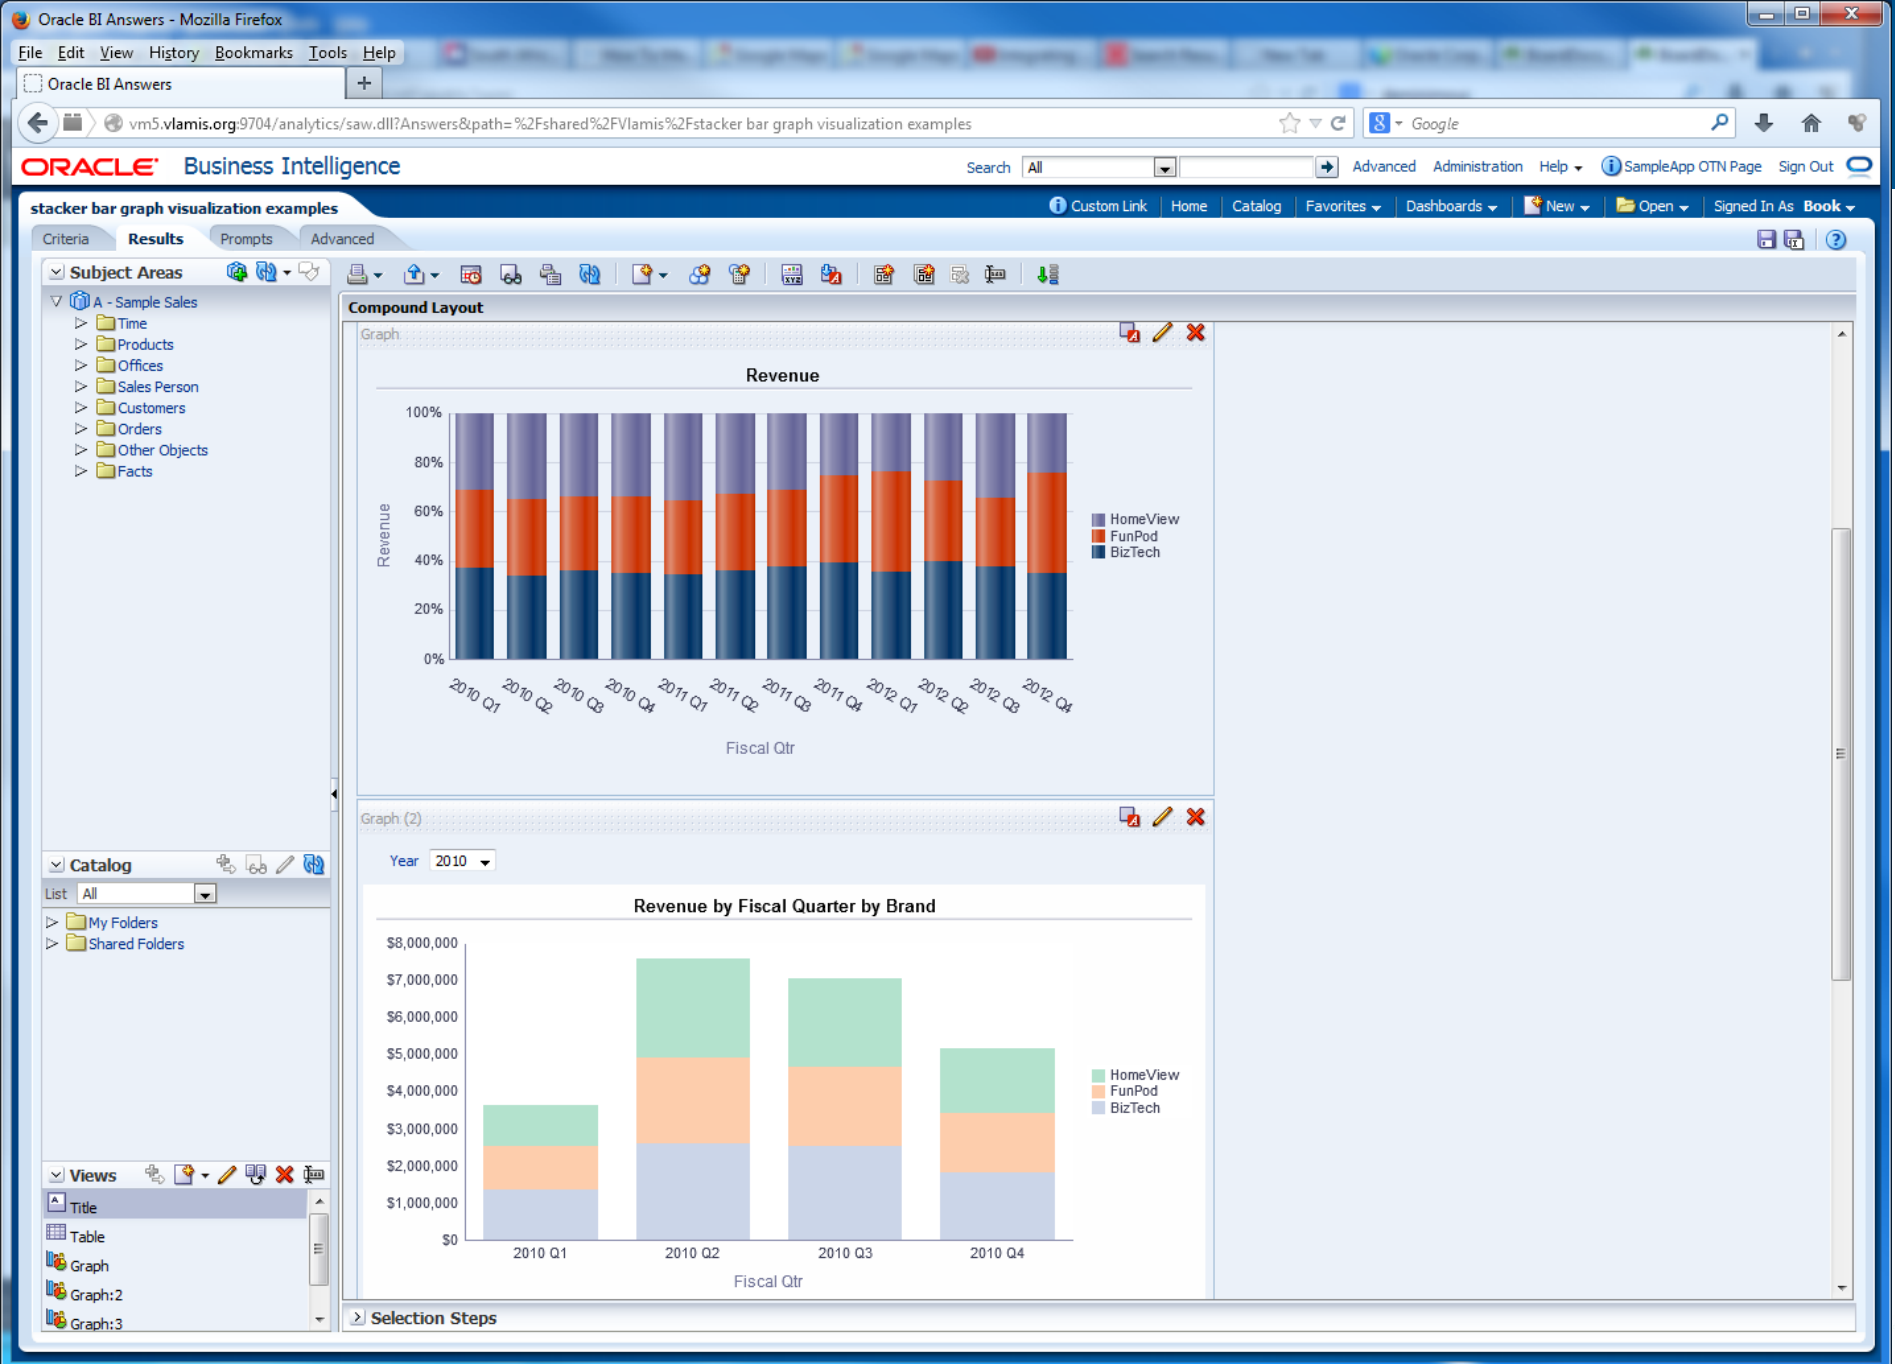 Oracle BI Answers - Mozilla Firefox
File Edit View History Bookmarks Tools Help
Oracle BI Answers
vm5.vlamis.org:9704/analytics/saw.dll?Answers&path=%2Fshared%2FVlamis%2Fstacker bar graph visualization examples
Google
ORACLE Business Intelligence
Search All Advanced Administration Help SampleApp OTN Page Sign Out
stacker bar graph visualization examples
Custom Link Home Catalog Favorites Dashboards New Open Signed In As Book
Criteria Results Prompts Advanced
Subject Areas
A - Sample Sales
Time
Products
Offices
Sales Person
Customers
Orders
Other Objects
Facts
Catalog
List All
My Folders
Shared Folders
Views
Title
Table
Graph
Graph:2
Graph:3
Compound Layout
Graph
Revenue
100%
80%
60%
40%
20%
0%
Revenue
2010 Q1 2010 Q2 2010 Q3 2010 Q4 2011 Q1 2011 Q2 2011 Q3 2011 Q4 2012 Q1 2012 Q2 2012 Q3 2012 Q4
Fiscal Qtr
HomeView
FunPod
BizTech
Graph (2)
Year 2010
Revenue by Fiscal Quarter by Brand
$8,000,000
$7,000,000
$6,000,000
$5,000,000
$4,000,000
$3,000,000
$2,000,000
$1,000,000
$0
2010 Q1 2010 Q2 2010 Q3 2010 Q4
Fiscal Qtr
HomeView
FunPod
BizTech
Selection Steps